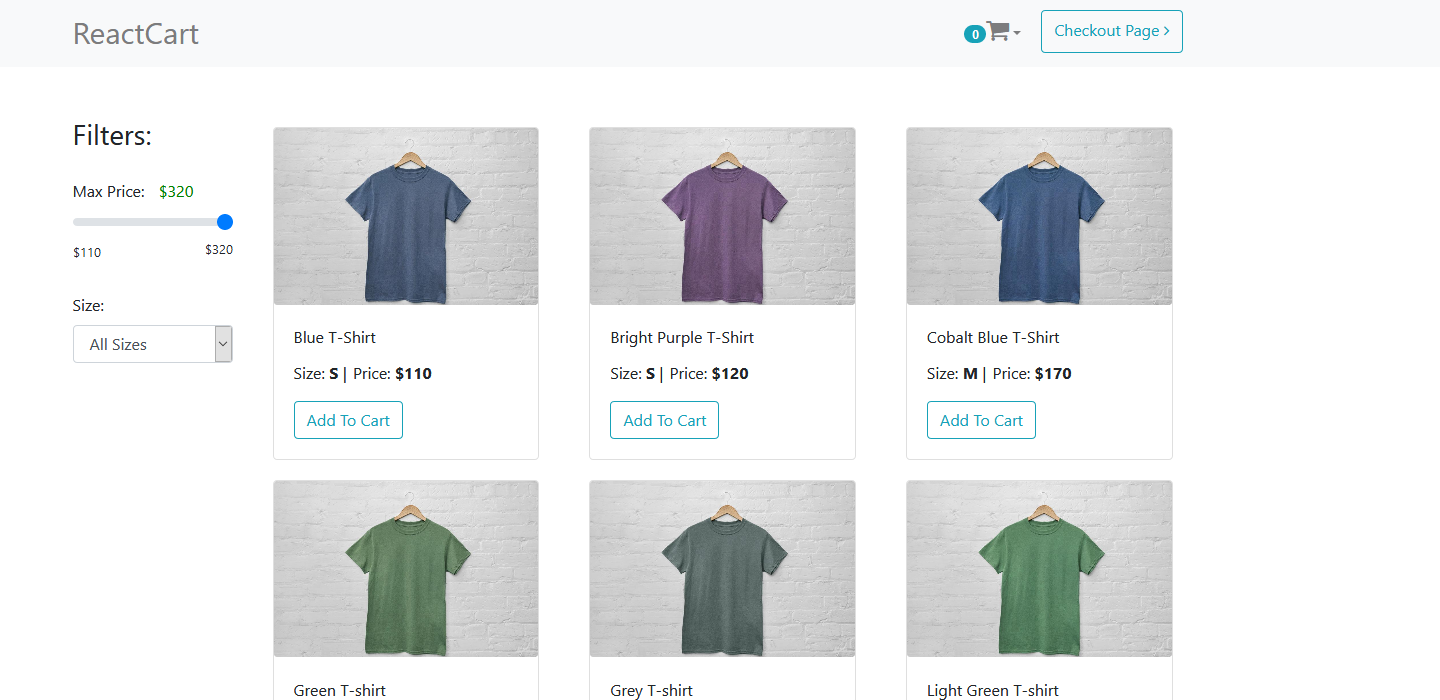 ReactCart
0
Checkout Page
Filters:
Max Price: $320
$110 $320
Size:
All Sizes
Blue T-Shirt
Size: S | Price: $110
Add To Cart
Bright Purple T-Shirt
Size: S | Price: $120
Add To Cart
Cobalt Blue T-Shirt
Size: M | Price: $170
Add To Cart
Green T-shirt
Grey T-shirt
Light Green T-shirt